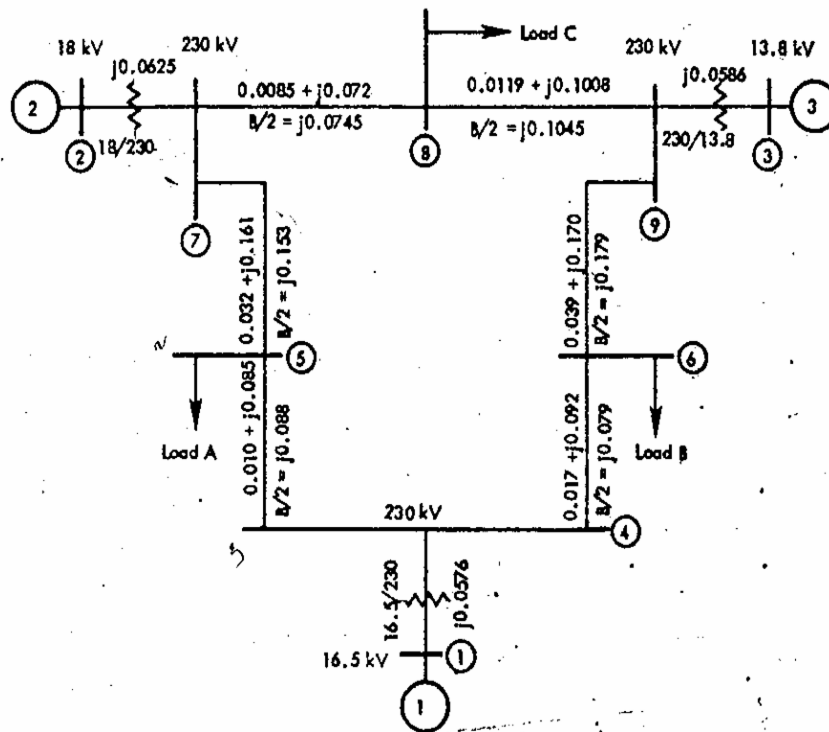 Load C
18 kV
230 kV
230 kV
13.8 kV
j0.0625
j0.0586
0.0085 + j0.072
0.0119 + j0.1008
2
3
B/2 = j0.0745
B/2 = j0.1045
18/230
230/13.8
2
8
3
7
9
0.032 + j0.161
B/2 = j0.153
0.039 + j0.170
B/2 = j0.179
5
6
Load A
Load B
0.010 + j0.085
B/2 = j0.088
0.017 + j0.092
B/2 = j0.079
230 kV
4
16.5/230
j0.0576
16.5 kV
1
1